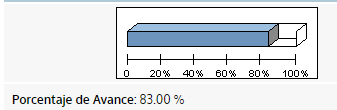 0 20% 40% 60% 80% 100%
Porcentaje de Avance: 83.00 %